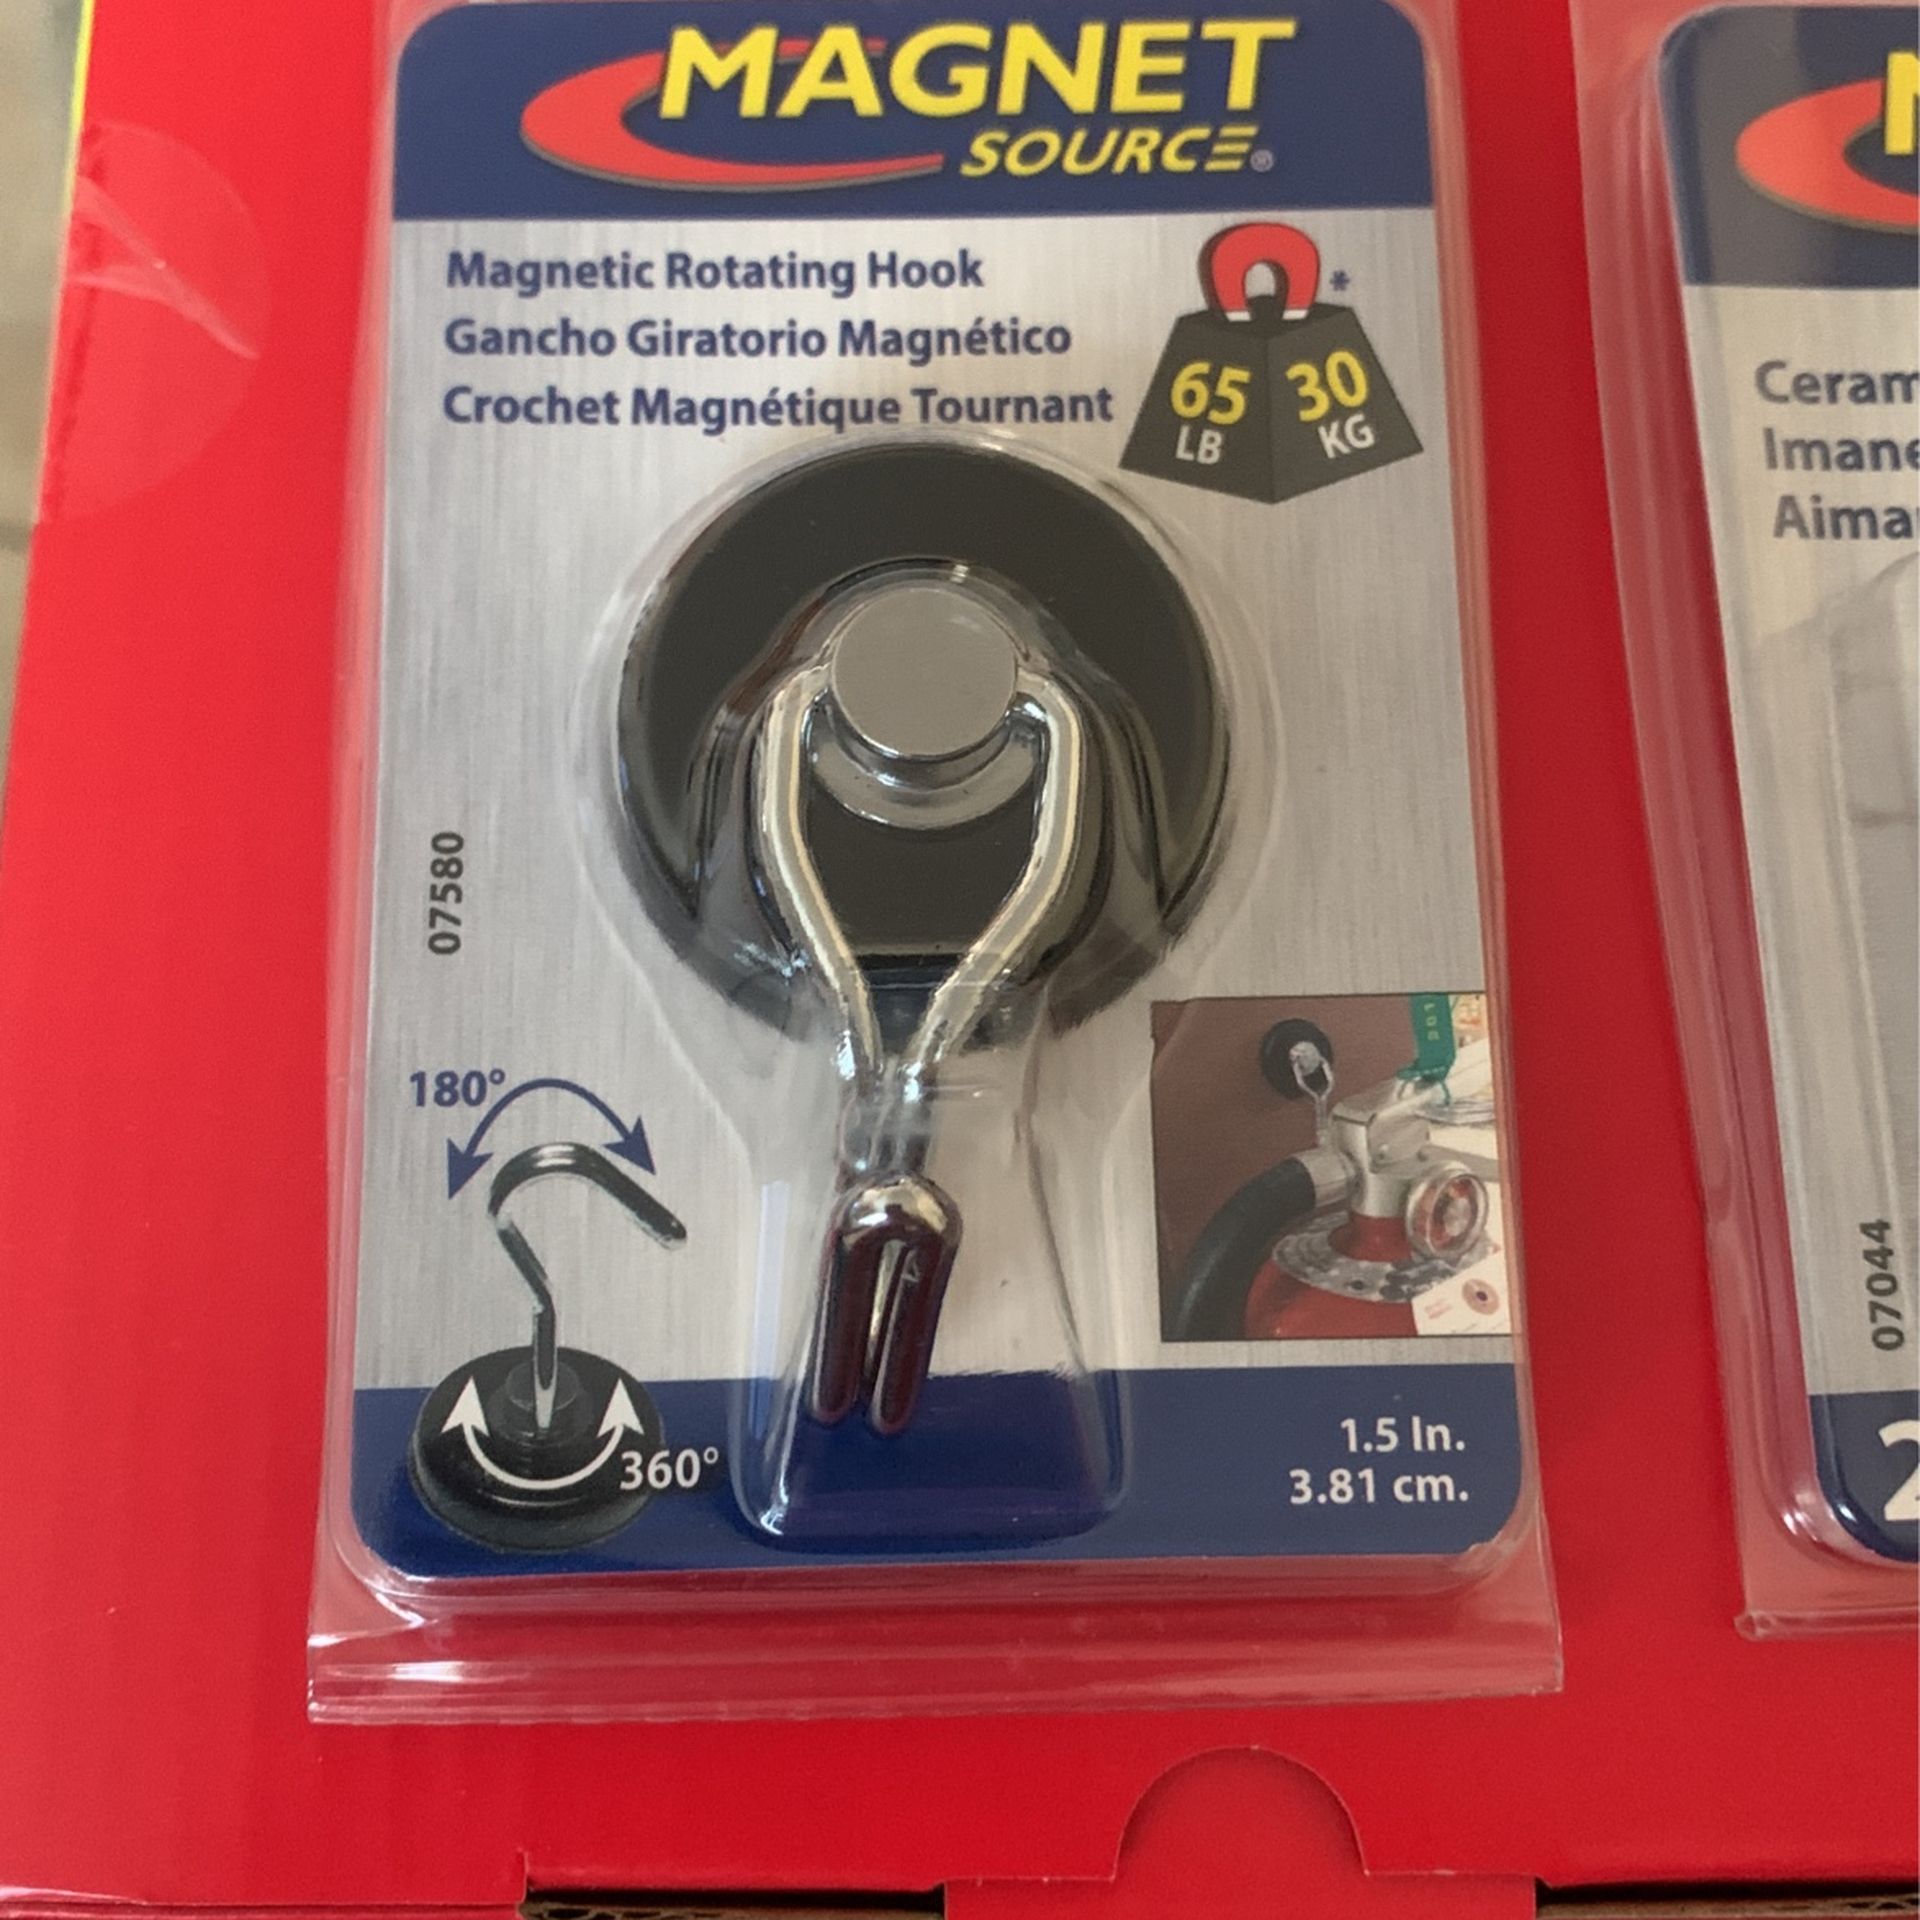 MAGNET
SOURCE®
Magnetic Rotating Hook
Gancho Giratorio Magnético
Crochet Magnétique Tournant
*
65 30
LB KG
07580
180°
360°
1.5 In.
3.81 cm.
07044